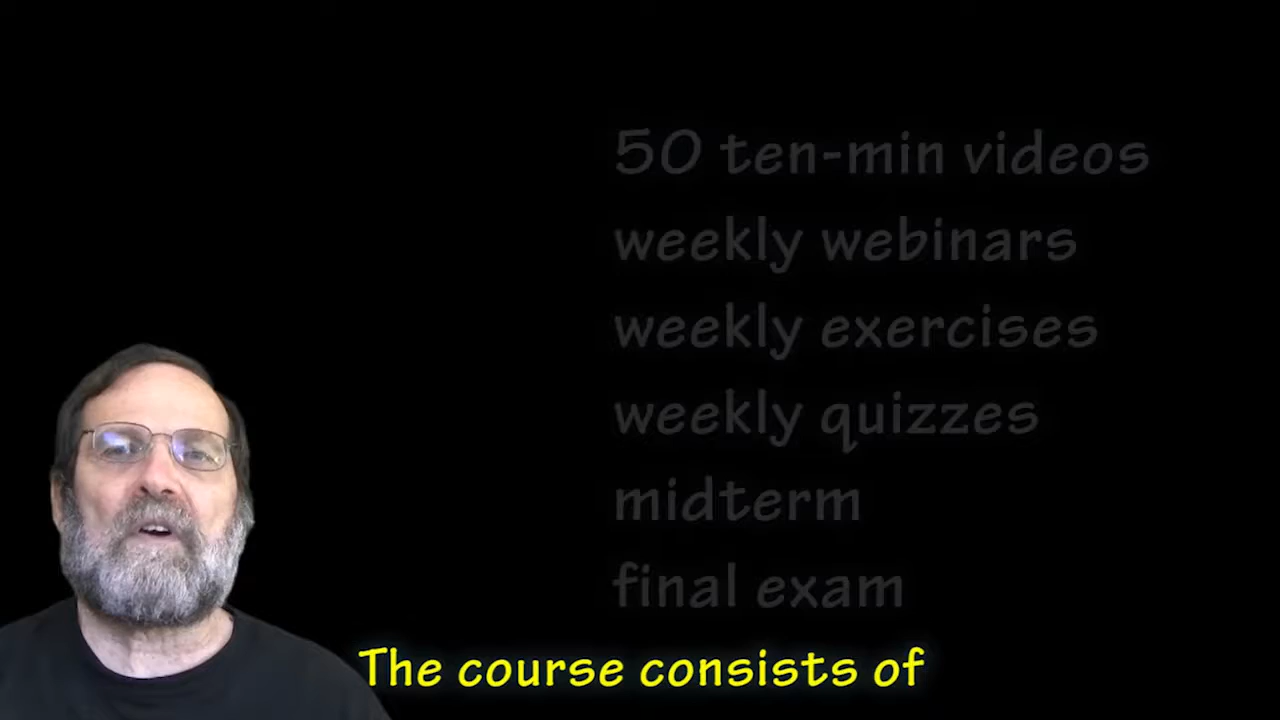 50 ten-min videos
weekly webinars
weekly exercises
weekly quizzes
midterm
final exam
The course consists of